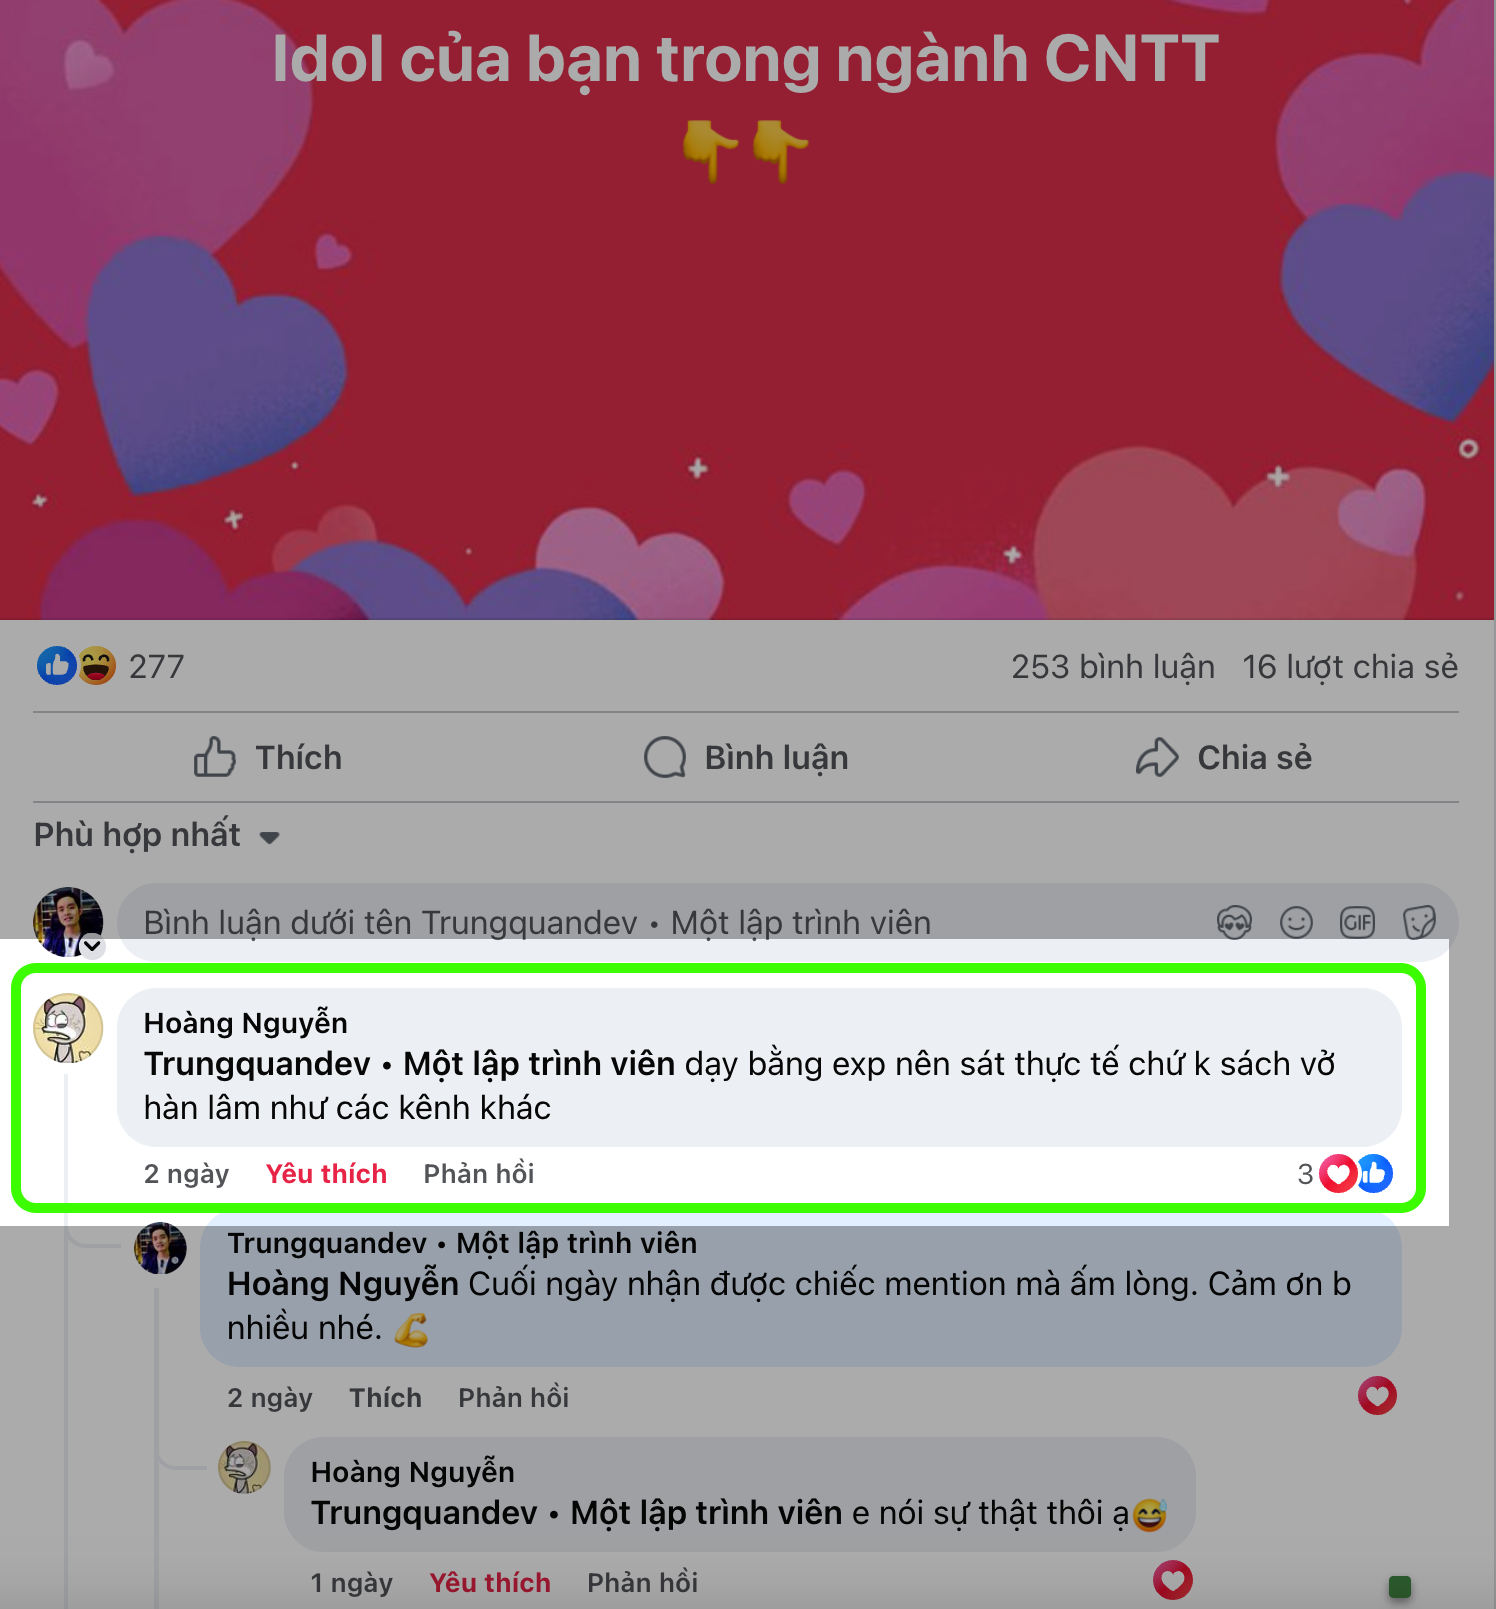 Idol của bạn trong ngành CNTT
👇👇
277
253 bình luận 16 lượt chia sẻ
Thích Bình luận Chia sẻ
Phù hợp nhất
Bình luận dưới tên Trungquandev • Một lập trình viên
GIF
Hoàng Nguyễn
Trungquandev • Một lập trình viên dạy bằng exp nên sát thực tế chứ k sách vở
hàn lâm như các kênh khác
2 ngày Yêu thích Phản hồi 3
Trungquandev • Một lập trình viên
Hoàng Nguyễn Cuối ngày nhận được chiếc mention mà ấm lòng. Cảm ơn b
nhiều nhé. 💪
2 ngày Thích Phản hồi
Hoàng Nguyễn
Trungquandev • Một lập trình viên e nói sự thật thôi ạ😅
1 ngày Yêu thích Phản hồi